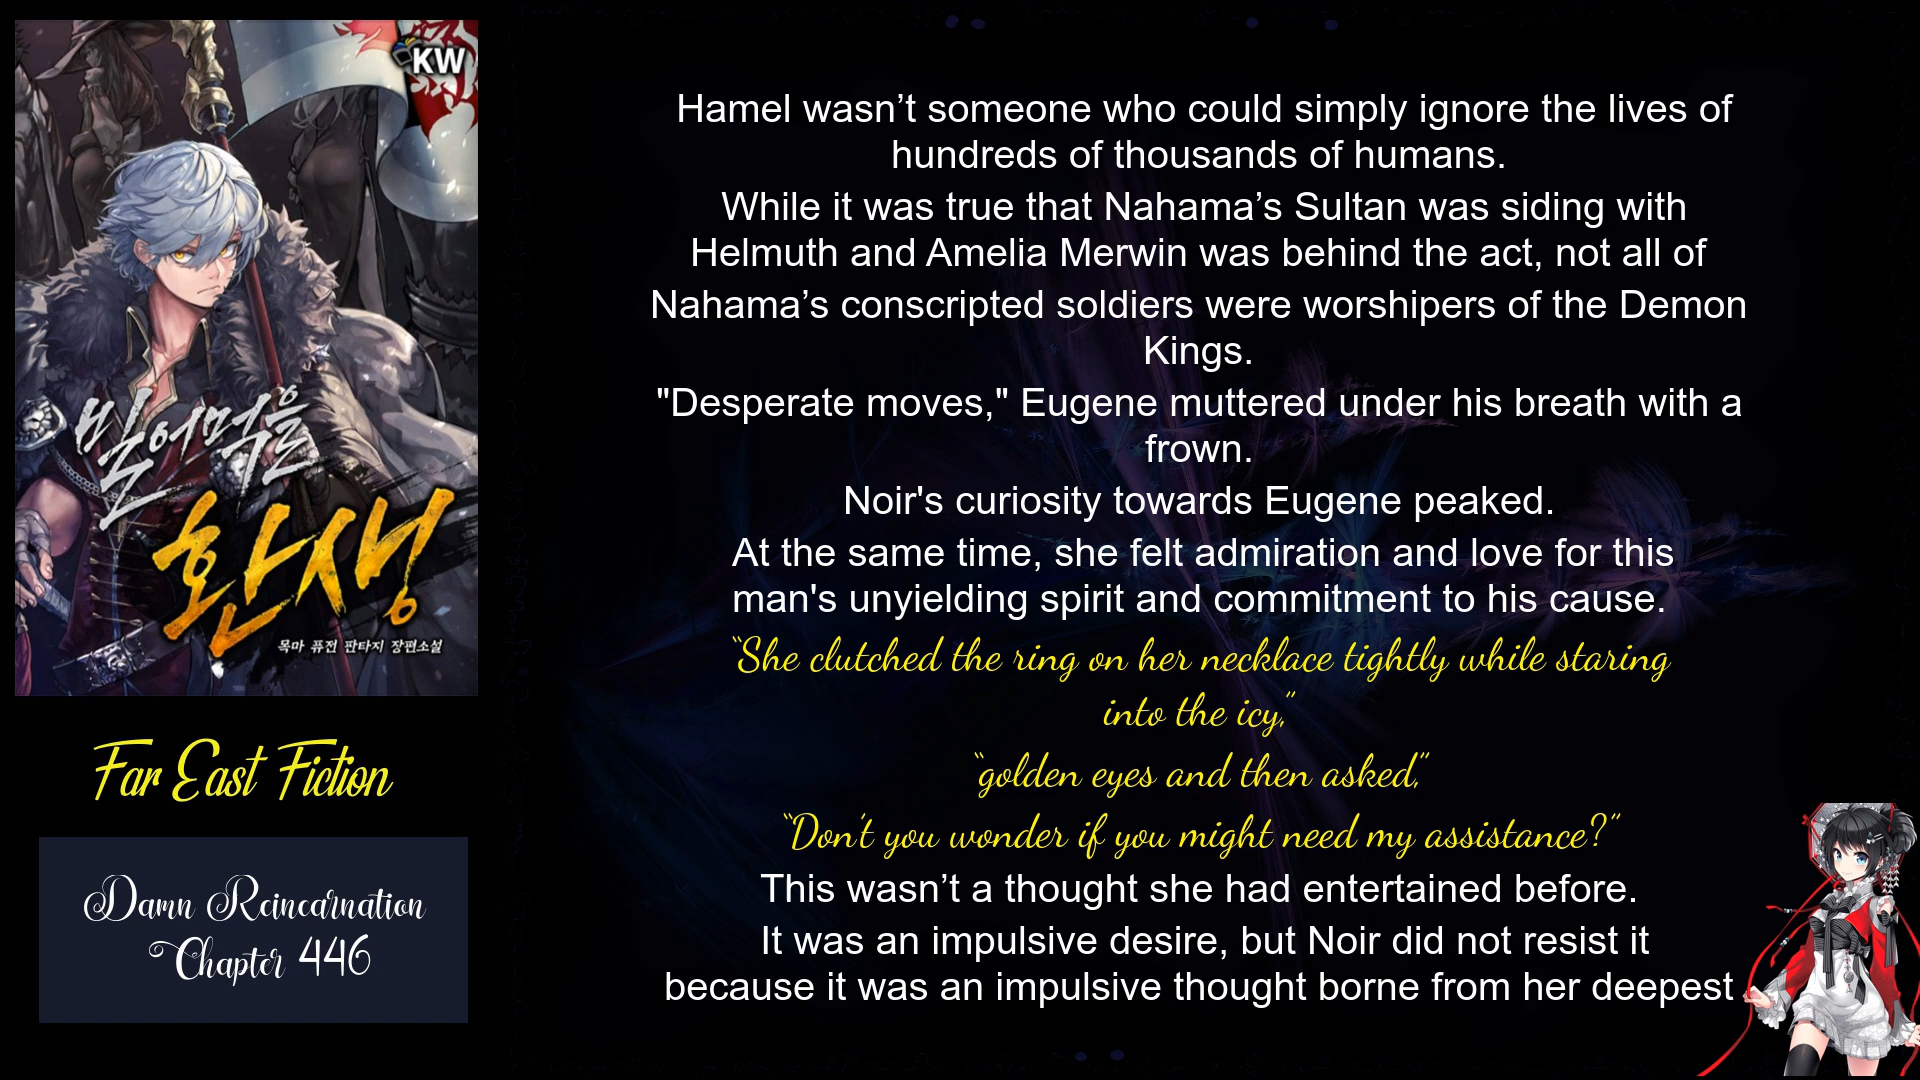 KW
빌어먹을
환생
목마 퓨전 판타지 장편소설
Far East Fiction
Damn Reincarnation
Chapter 446
Hamel wasn’t someone who could simply ignore the lives of
hundreds of thousands of humans.
While it was true that Nahama’s Sultan was siding with
Helmuth and Amelia Merwin was behind the act, not all of
Nahama’s conscripted soldiers were worshipers of the Demon
Kings.
"Desperate moves," Eugene muttered under his breath with a
frown.
Noir's curiosity towards Eugene peaked.
At the same time, she felt admiration and love for this
man's unyielding spirit and commitment to his cause.
“She clutched the ring on her necklace tightly while staring
into the icy,”
“golden eyes and then asked,”
“Don’t you wonder if you might need my assistance?”
This wasn’t a thought she had entertained before.
It was an impulsive desire, but Noir did not resist it
because it was an impulsive thought borne from her deepest